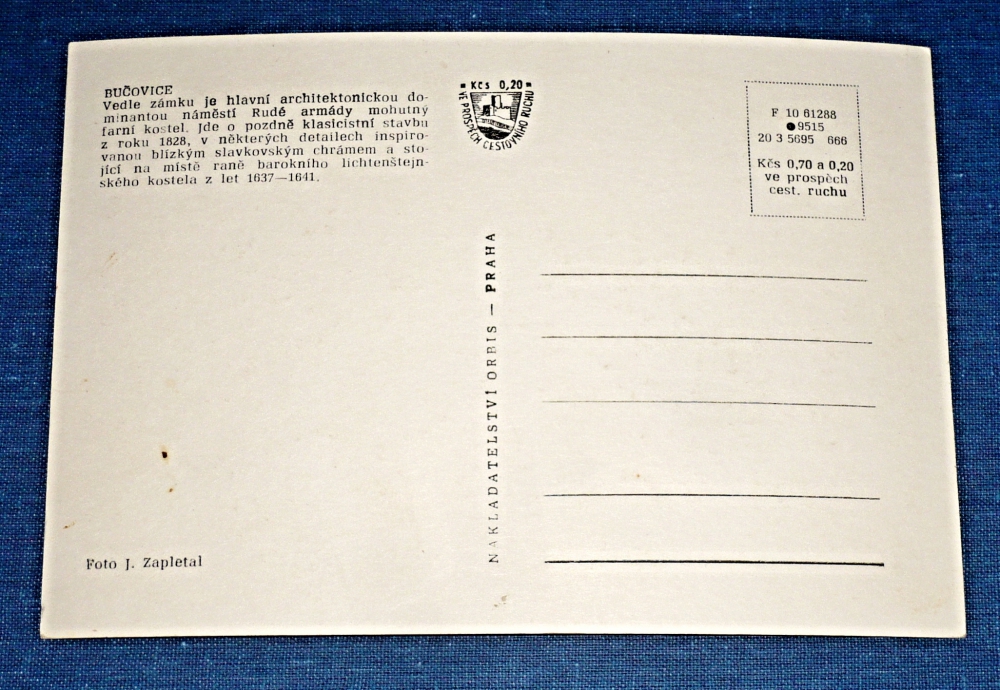 BUČOVICE
Vedle zámku je hlavní architektonickou do-
minantou náměstí Rudé armády mohutný
farní kostel. Jde o pozdně klasicistní stavbu
z roku 1828, v některých detailech inspiro-
vanou blízkým slavkovským chrámem a sto-
jící na místě raně barokního lichtenštejn-
ského kostela z let 1637—1641.
Foto J. Zapletal
Kčs 0,20
VE PROSPĚCH CESTOVNÍHO RUCHU
NAKLADATELSTVÍ ORBIS — PRAHA
F 10 61288
●9515
20 3 5695 666
Kčs 0,70 a 0,20
ve prospěch
cest. ruchu